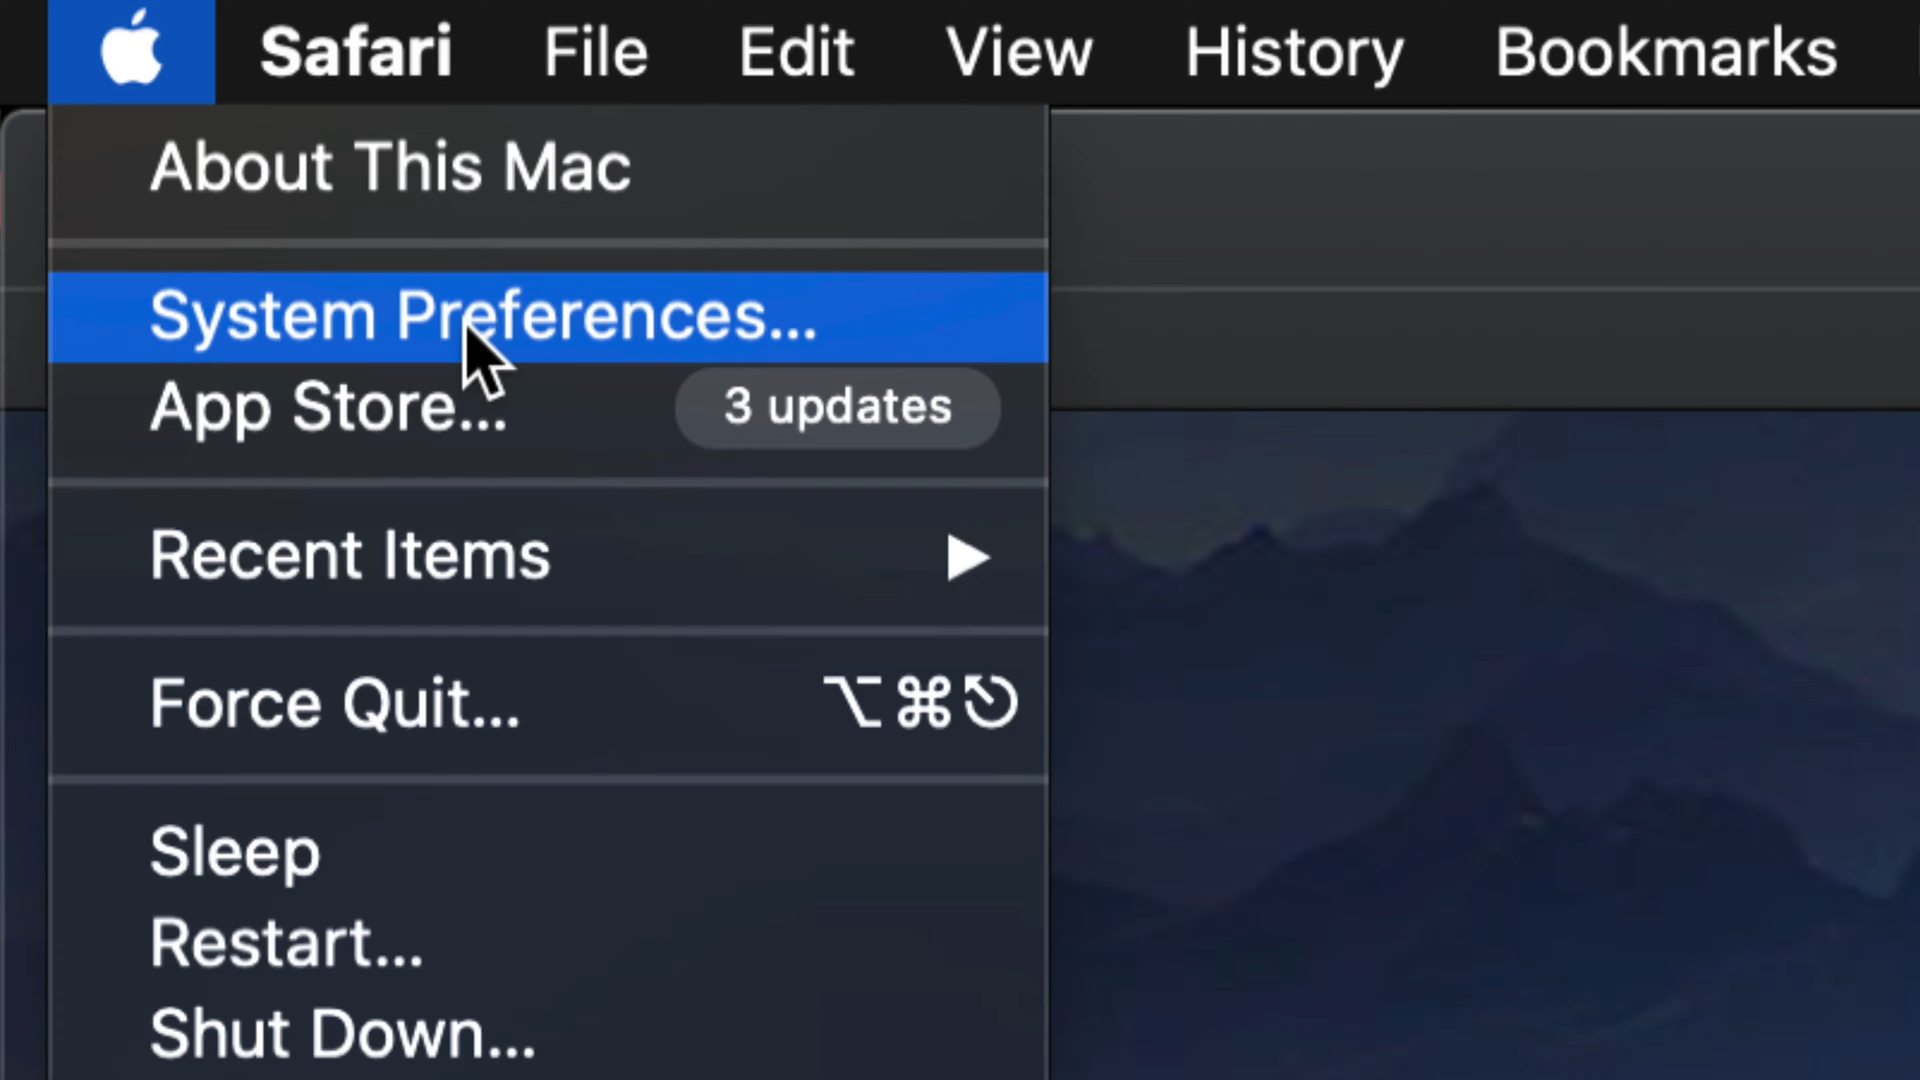 Safari File Edit View History Bookmarks
About This Mac
System Preferences...
App Store... 3 updates
Recent Items ▶
Force Quit... ⌥⌘⎋
Sleep
Restart...
Shut Down...